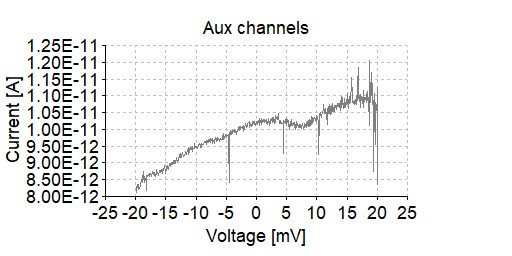 Aux channels
1.25E-11
1.20E-11
1.15E-11
1.10E-11
1.05E-11
1.00E-11
9.50E-12
9.00E-12
8.50E-12
8.00E-12
Current [A]
-25 -20 -15 -10 -5 0 5 10 15 20 25
Voltage [mV]